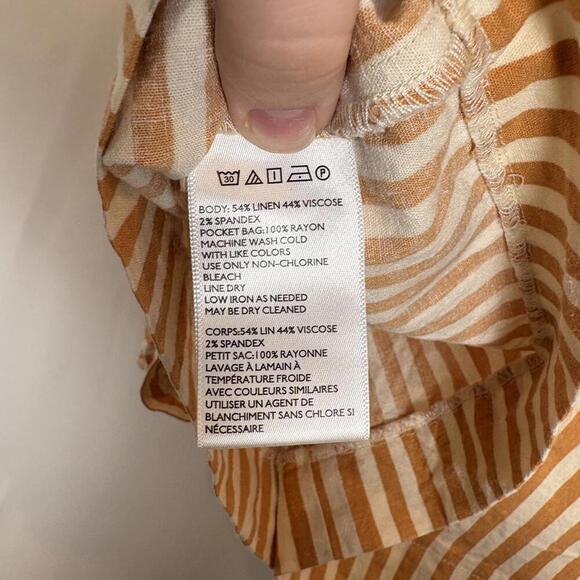 30 P
BODY: 54% LINEN 44% VISCOSE
2% SPANDEX
POCKET BAG:100% RAYON
MACHINE WASH COLD
WITH LIKE COLORS
USE ONLY NON-CHLORINE
BLEACH
LINE DRY
LOW IRON AS NEEDED
MAY BE DRY CLEANED
CORPS:54% LIN 44% VISCOSE
2% SPANDEX
PETIT SAC:100% RAYONNE
LAVAGE À LAMAIN À
TEMPÉRATURE FROIDE
AVEC COULEURS SIMILAIRES
UTILISER UN AGENT DE
BLANCHIMENT SANS CHLORE SI
NÉCESSAIRE